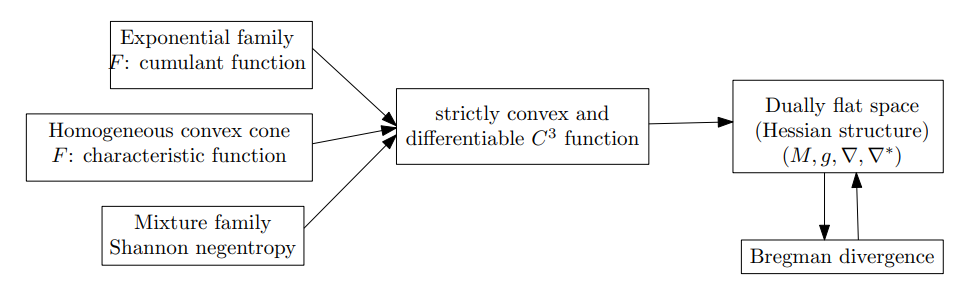 Exponential family
F: cumulant function
Homogeneous convex cone
F: characteristic function
Mixture family
Shannon negentropy
strictly convex and
differentiable C³ function
Dually flat space
(Hessian structure)
(M, g, ∇, ∇*)
Bregman divergence